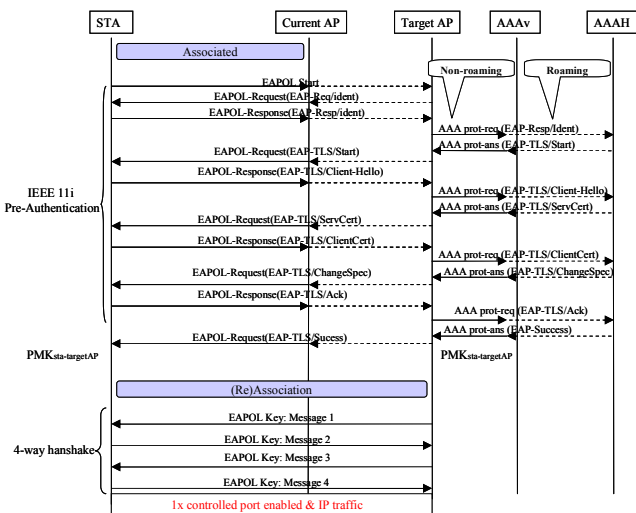 STA Current AP Target AP AAAv AAAH
Associated
Non-roaming Roaming
EAPOL Start
EAPOL-Request(EAP-Req/ident)
EAPOL-Response(EAP-Resp/ident)
AAA prot-req (EAP-Resp/Ident)
AAA prot-ans (EAP-TLS/Start)
EAPOL-Request(EAP-TLS/Start)
EAPOL-Response(EAP-TLS/Client-Hello)
IEEE 11i
Pre-Authentication
AAA prot-req (EAP-TLS/Client-Hello)
AAA prot-ans (EAP-TLS/ServCert)
EAPOL-Request(EAP-TLS/ServCert)
EAPOL-Response(EAP-TLS/ClientCert)
AAA prot-req (EAP-TLS/ClientCert)
AAA prot-ans (EAP-TLS/ChangeSpec)
EAPOL-Request(EAP-TLS/ChangeSpec)
EAPOL-Response(EAP-TLS/Ack)
AAA prot-req (EAP-TLS/Ack)
AAA prot-ans (EAP-Success)
EAPOL-Request(EAP-TLS/Sucess)
PMKsta-targetAP PMKsta-targetAP
(Re)Association
EAPOL Key: Message 1
EAPOL Key: Message 2
4-way hanshake
EAPOL Key: Message 3
EAPOL Key: Message 4
1x controlled port enabled & IP traffic